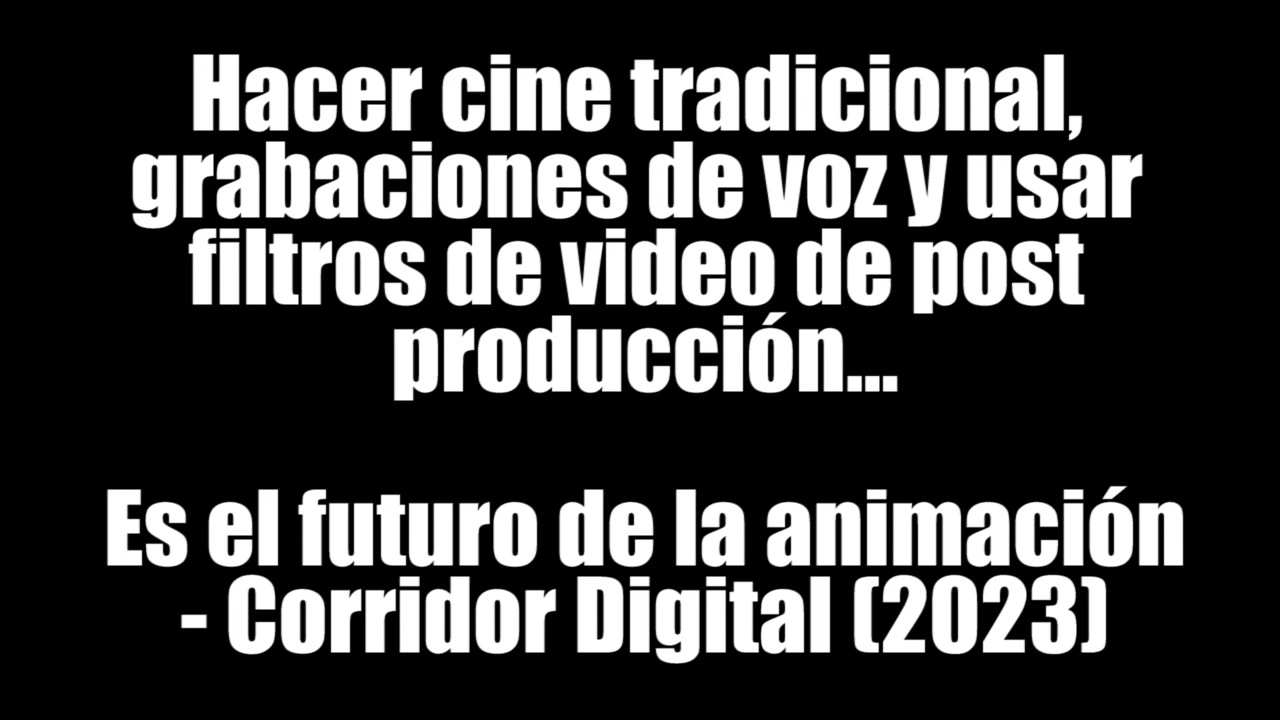 Hacer cine tradicional,
grabaciones de voz y usar
filtros de video de post
producción...
Es el futuro de la animación
- Corridor Digital (2023)